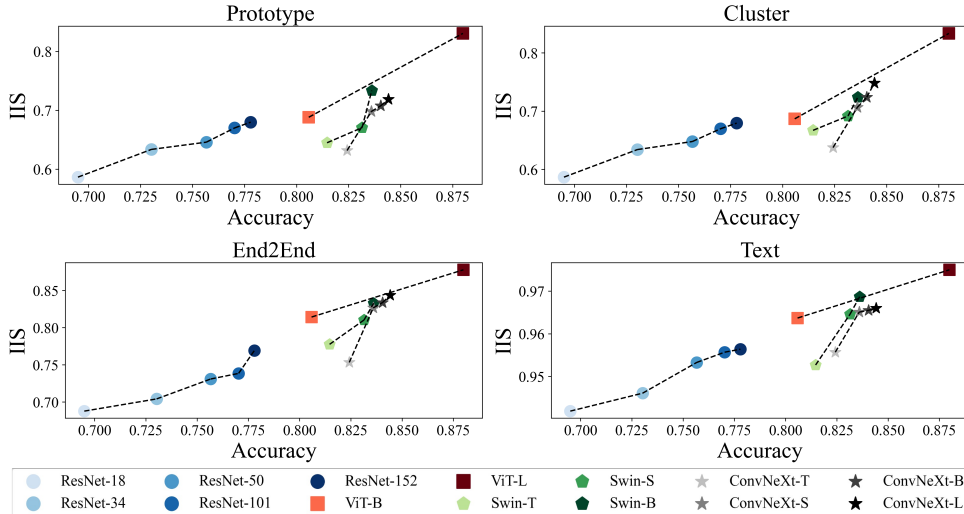 Prototype
IIS
0.8
0.7
0.6
0.700 0.725 0.750 0.775 0.800 0.825 0.850 0.875
Accuracy
Cluster
IIS
0.8
0.7
0.6
0.700 0.725 0.750 0.775 0.800 0.825 0.850 0.875
Accuracy
End2End
IIS
0.85
0.80
0.75
0.70
0.700 0.725 0.750 0.775 0.800 0.825 0.850 0.875
Accuracy
Text
IIS
0.97
0.96
0.95
0.700 0.725 0.750 0.775 0.800 0.825 0.850 0.875
Accuracy
ResNet-18 ResNet-50 ResNet-152 ViT-L Swin-S ConvNeXt-T ConvNeXt-B
ResNet-34 ResNet-101 ViT-B Swin-T Swin-B ConvNeXt-S ConvNeXt-L